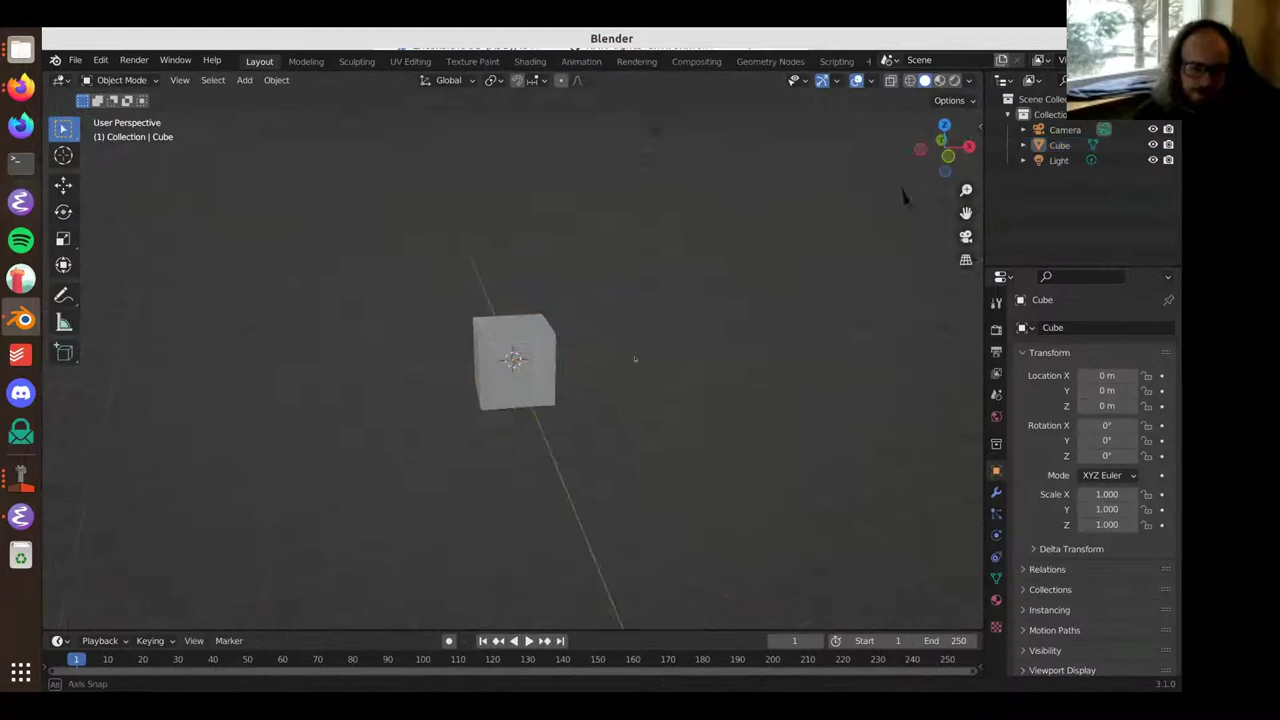 Blender
File Edit Render Window Help Layout Modeling Sculpting UV Editing Texture Paint Shading Animation Rendering Compositing Geometry Nodes Scripting Scene
Object Mode View Select Add Object Global
Options
User Perspective
(1) Collection | Cube
Z
X
Y
Scene Collec
Collectio
Camera
Cube
Light
Cube
Cube
Transform
Location X 0 m
Y 0 m
Z 0 m
Rotation X 0°
Y 0°
Z 0°
Mode XYZ Euler
Scale X 1.000
Y 1.000
Z 1.000
Delta Transform
Relations
Collections
Instancing
Motion Paths
Visibility
Viewport Display
Playback Keying View Marker 1 Start 1 End 250
1 10 20 30 40 50 60 70 80 90 100 110 120 130 140 150 160 170 180 190 200 210 220 230 240 250
Alt Axis Snap 3.1.0